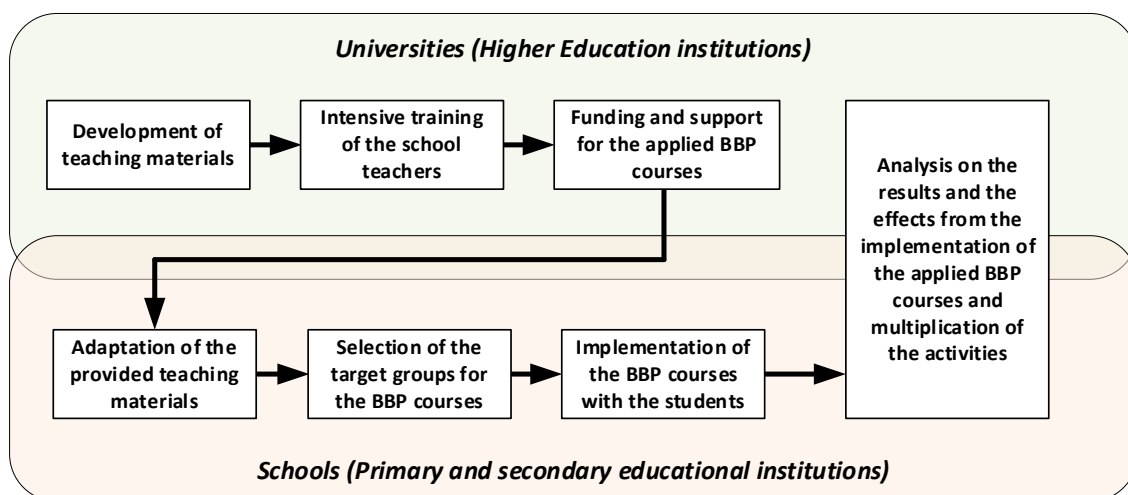 Universities (Higher Education institutions)
Development of
teaching materials
Intensive training
of the school
teachers
Funding and support
for the applied BBP
courses
Analysis on the
results and the
effects from the
implementation of
the applied BBP
courses and
multiplication of
the activities
Adaptation of the
provided teaching
materials
Selection of the
target groups for
the BBP courses
Implementation of
the BBP courses
with the students
Schools (Primary and secondary educational institutions)